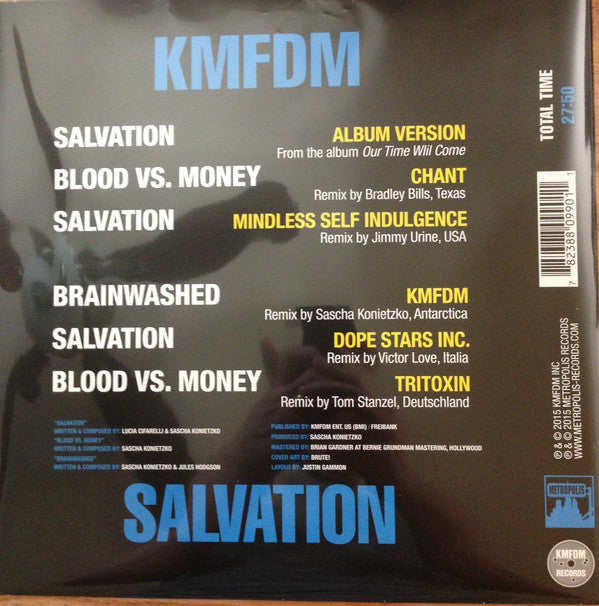 KMFDM
SALVATION ALBUM VERSION
From the album Our Time Wlil Come
BLOOD VS. MONEY CHANT
Remix by Bradley Bills, Texas
SALVATION MINDLESS SELF INDULGENCE
Remix by Jimmy Urine, USA
BRAINWASHED KMFDM
Remix by Sascha Konietzko, Antarctica
SALVATION DOPE STARS INC.
Remix by Victor Love, Italia
BLOOD VS. MONEY TRITOXIN
Remix by Tom Stanzel, Deutschland
"SALVATION"
WRITTEN & COMPOSED BY: LUCIA CIFARELLI & SASCHA KONIETZKO
"BLOOD VS. MONEY"
WRITTEN & COMPOSED BY: SASCHA KONIETZKO
"BRAINWASHED"
WRITTEN & COMPOSED BY: SASCHA KONIETZKO & JULES HODGSON
PUBLISHED BY: KMFDM ENT. US (BMI) / FREIBANK
PRODUCED BY: SASCHA KONIETZKO
MASTERED BY: BRIAN GARDNER AT BERNIE GRUNDMAN MASTERING, HOLLYWOOD
COVER ART BY: BRUTE!
LAYOUT BY: JUSTIN GAMMON
SALVATION
TOTAL TIME
27:50
7 82388 09901 1
℗ & © 2015 KMFDM INC
℗ & © 2015 METROPOLIS RECORDS
WWW.METROPOLIS-RECORDS.COM
METROPOLIS
KMFDM
RECORDS